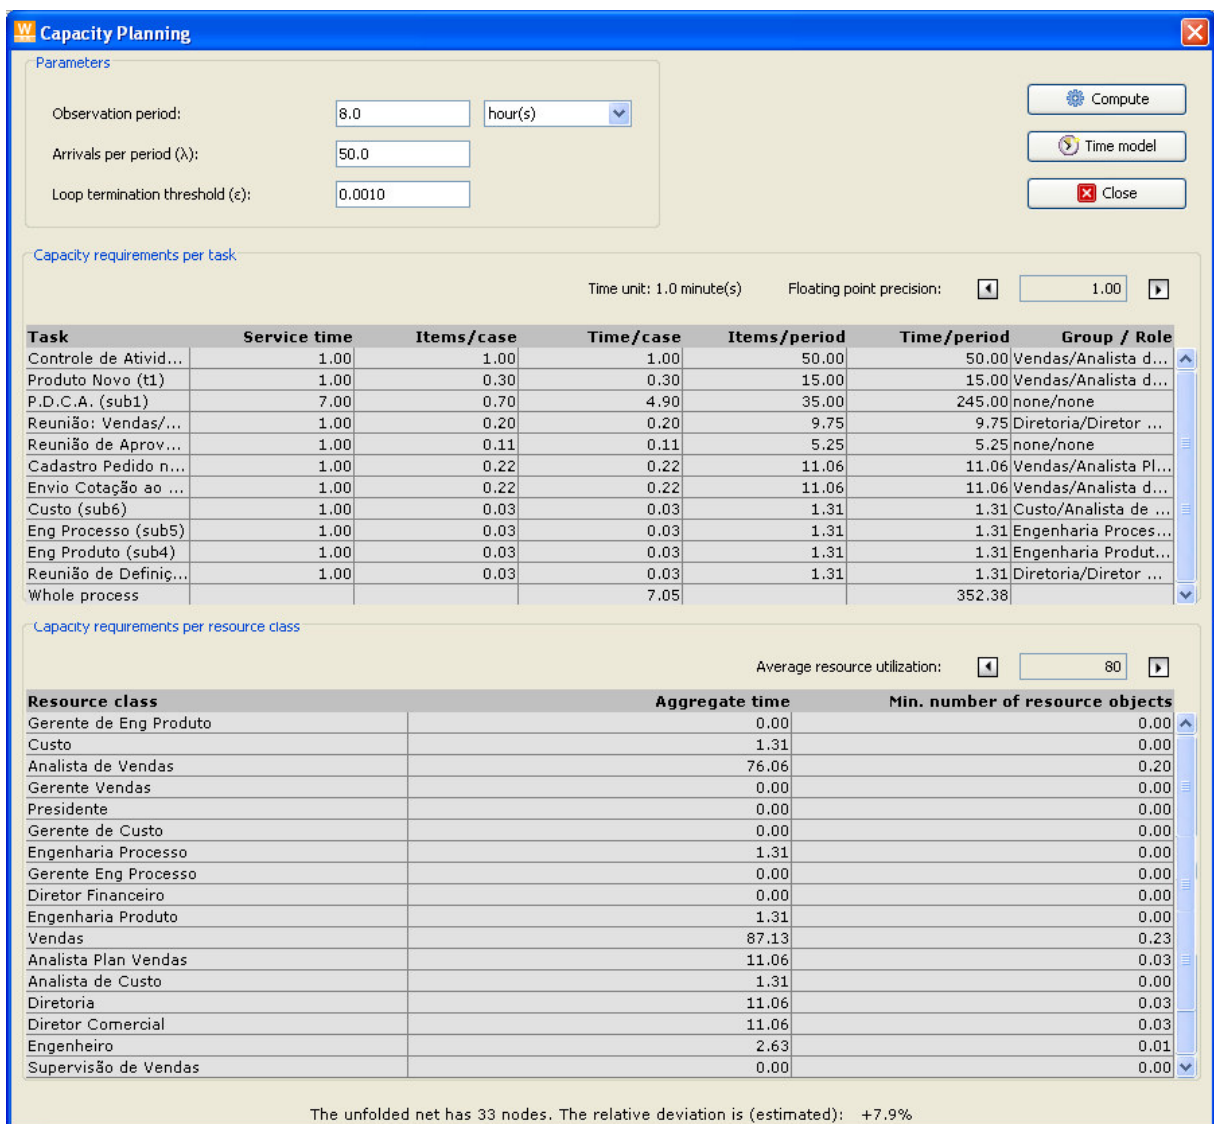 W Capacity Planning
Parameters
Observation period: 8.0 hour(s)
Arrivals per period (λ): 50.0
Loop termination threshold (ε): 0.0010
Compute
Time model
Close
Capacity requirements per task
Time unit: 1.0 minute(s) Floating point precision: 1.00
Task Service time Items/case Time/case Items/period Time/period Group / Role
Controle de Ativid... 1.00 1.00 1.00 50.00 50.00 Vendas/Analista d...
Produto Novo (t1) 1.00 0.30 0.30 15.00 15.00 Vendas/Analista d...
P.D.C.A. (sub1) 7.00 0.70 4.90 35.00 245.00 none/none
Reunião: Vendas/... 1.00 0.20 0.20 9.75 9.75 Diretoria/Diretor ...
Reunião de Aprov... 1.00 0.11 0.11 5.25 5.25 none/none
Cadastro Pedido n... 1.00 0.22 0.22 11.06 11.06 Vendas/Analista Pl...
Envio Cotação ao ... 1.00 0.22 0.22 11.06 11.06 Vendas/Analista d...
Custo (sub6) 1.00 0.03 0.03 1.31 1.31 Custo/Analista de ...
Eng Processo (sub5) 1.00 0.03 0.03 1.31 1.31 Engenharia Proces...
Eng Produto (sub4) 1.00 0.03 0.03 1.31 1.31 Engenharia Produt...
Reunião de Definiç... 1.00 0.03 0.03 1.31 1.31 Diretoria/Diretor ...
Whole process 7.05 352.38
Capacity requirements per resource class
Average resource utilization: 80
Resource class Aggregate time Min. number of resource objects
Gerente de Eng Produto 0.00 0.00
Custo 1.31 0.00
Analista de Vendas 76.06 0.20
Gerente Vendas 0.00 0.00
Presidente 0.00 0.00
Gerente de Custo 0.00 0.00
Engenharia Processo 1.31 0.00
Gerente Eng Processo 0.00 0.00
Diretor Financeiro 0.00 0.00
Engenharia Produto 1.31 0.00
Vendas 87.13 0.23
Analista Plan Vendas 11.06 0.03
Analista de Custo 1.31 0.00
Diretoria 11.06 0.03
Diretor Comercial 11.06 0.03
Engenheiro 2.63 0.01
Supervisão de Vendas 0.00 0.00
The unfolded net has 33 nodes. The relative deviation is (estimated): +7.9%